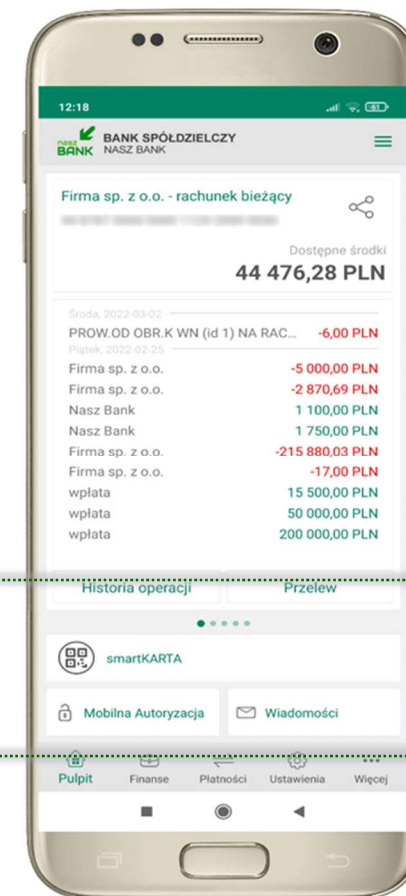 12:18
61
nasz BANK BANK SPÓŁDZIELCZY
NASZ BANK
Firma sp. z o.o. - rachunek bieżący
Dostępne środki
44 476,28 PLN
Środa, 2022-03-02
PROW.OD OBR.K WN (id 1) NA RAC... -6,00 PLN
Piątek, 2022-02-25
Firma sp. z o.o. -5 000,00 PLN
Firma sp. z o.o. -2 870,69 PLN
Nasz Bank 1 100,00 PLN
Nasz Bank 1 750,00 PLN
Firma sp. z o.o. -215 880,03 PLN
Firma sp. z o.o. -17,00 PLN
wpłata 15 500,00 PLN
wpłata 50 000,00 PLN
wpłata 200 000,00 PLN
Historia operacji Przelew
smartKARTA
Mobilna Autoryzacja Wiadomości
Pulpit Finanse Płatności Ustawienia Więcej